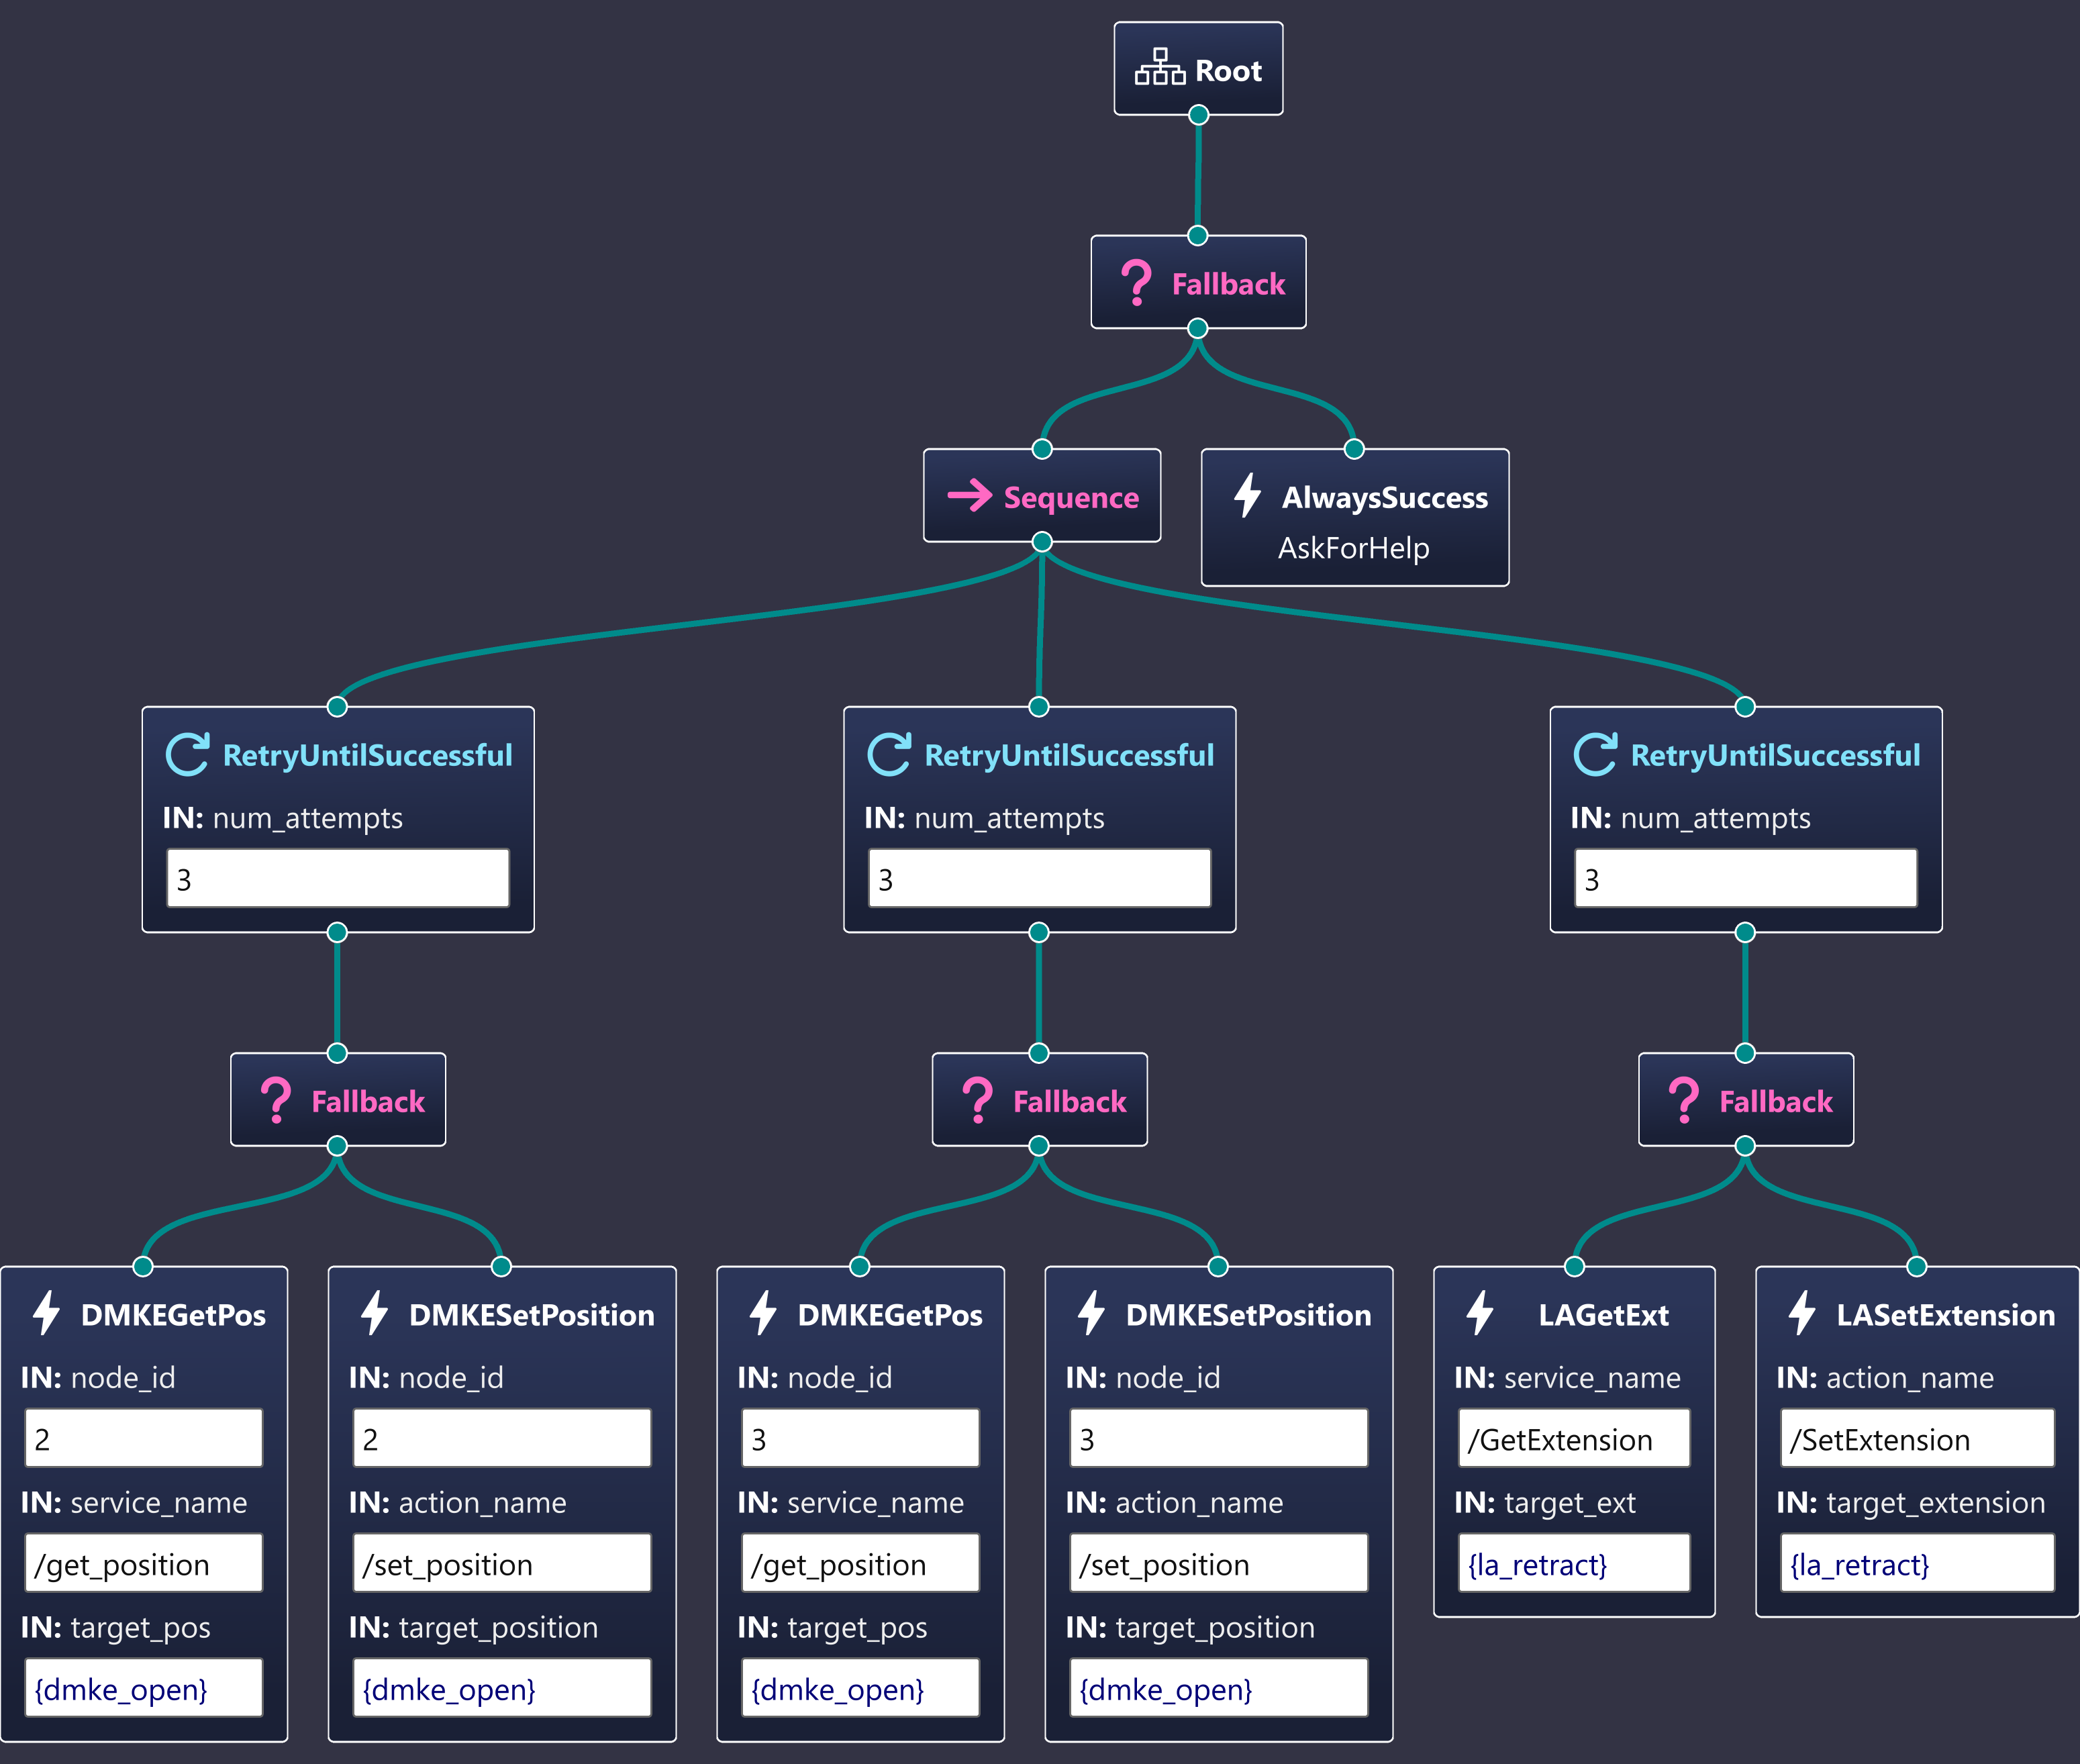 Root
Fallback
Sequence
AlwaysSuccess
AskForHelp
RetryUntilSuccessful
IN: num_attempts
3
RetryUntilSuccessful
IN: num_attempts
3
RetryUntilSuccessful
IN: num_attempts
3
Fallback
Fallback
Fallback
DMKEGetPos
IN: node_id
2
IN: service_name
/get_position
IN: target_pos
{dmke_open}
DMKESetPosition
IN: node_id
2
IN: action_name
/set_position
IN: target_position
{dmke_open}
DMKEGetPos
IN: node_id
3
IN: service_name
/get_position
IN: target_pos
{dmke_open}
DMKESetPosition
IN: node_id
3
IN: action_name
/set_position
IN: target_position
{dmke_open}
LAGetExt
IN: service_name
/GetExtension
IN: target_ext
{la_retract}
LASetExtension
IN: action_name
/SetExtension
IN: target_extension
{la_retract}